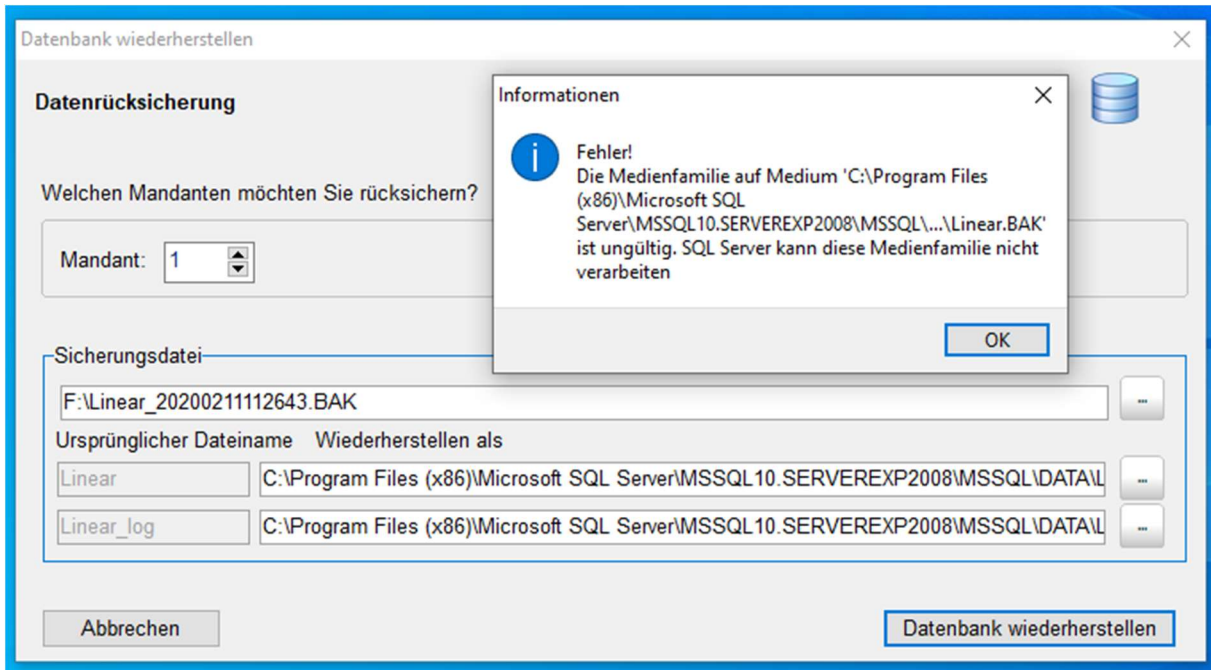 Datenbank wiederherstellen
Datenrücksicherung
Informationen
Fehler!
Die Medienfamilie auf Medium 'C:\Program Files
(x86)\Microsoft SQL
Server\MSSQL10.SERVEREXP2008\MSSQL\...\Linear.BAK'
ist ungültig. SQL Server kann diese Medienfamilie nicht
verarbeiten
OK
Welchen Mandanten möchten Sie rücksichern?
Mandant: 1
Sicherungsdatei
F:\Linear_20200211112643.BAK ...
Ursprünglicher Dateiname Wiederherstellen als
Linear C:\Program Files (x86)\Microsoft SQL Server\MSSQL10.SERVEREXP2008\MSSQL\DATA\L ...
Linear_log C:\Program Files (x86)\Microsoft SQL Server\MSSQL10.SERVEREXP2008\MSSQL\DATA\L ...
Abbrechen Datenbank wiederherstellen